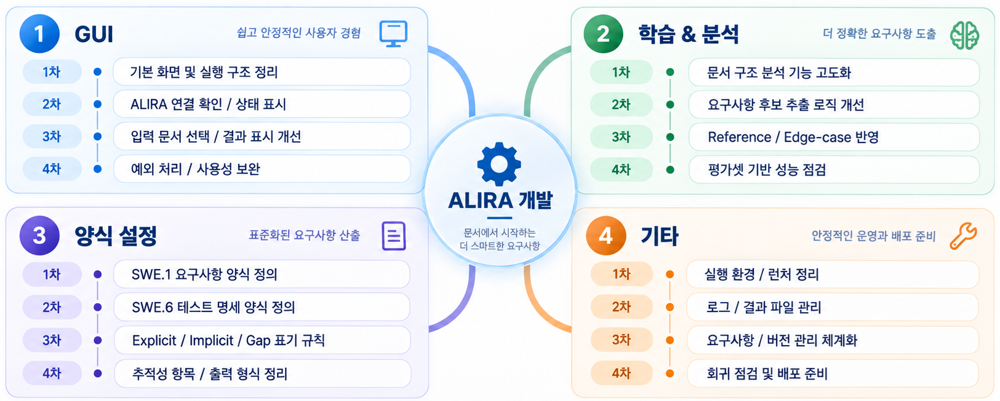 1 GUI 쉽고 안정적인 사용자 경험
1차 기본 화면 및 실행 구조 정리
2차 ALIRA 연결 확인 / 상태 표시
3차 입력 문서 선택 / 결과 표시 개선
4차 예외 처리 / 사용성 보완
2 학습 & 분석 더 정확한 요구사항 도출
1차 문서 구조 분석 기능 고도화
2차 요구사항 후보 추출 로직 개선
3차 Reference / Edge-case 반영
4차 평가셋 기반 성능 점검
ALIRA 개발
문서에서 시작하는
더 스마트한 요구사항
3 양식 설정 표준화된 요구사항 산출
1차 SWE.1 요구사항 양식 정의
2차 SWE.6 테스트 명세 양식 정의
3차 Explicit / Implicit / Gap 표기 규칙
4차 추적성 항목 / 출력 형식 정리
4 기타 안정적인 운영과 배포 준비
1차 실행 환경 / 런처 정리
2차 로그 / 결과 파일 관리
3차 요구사항 / 버전 관리 체계화
4차 회귀 점검 및 배포 준비